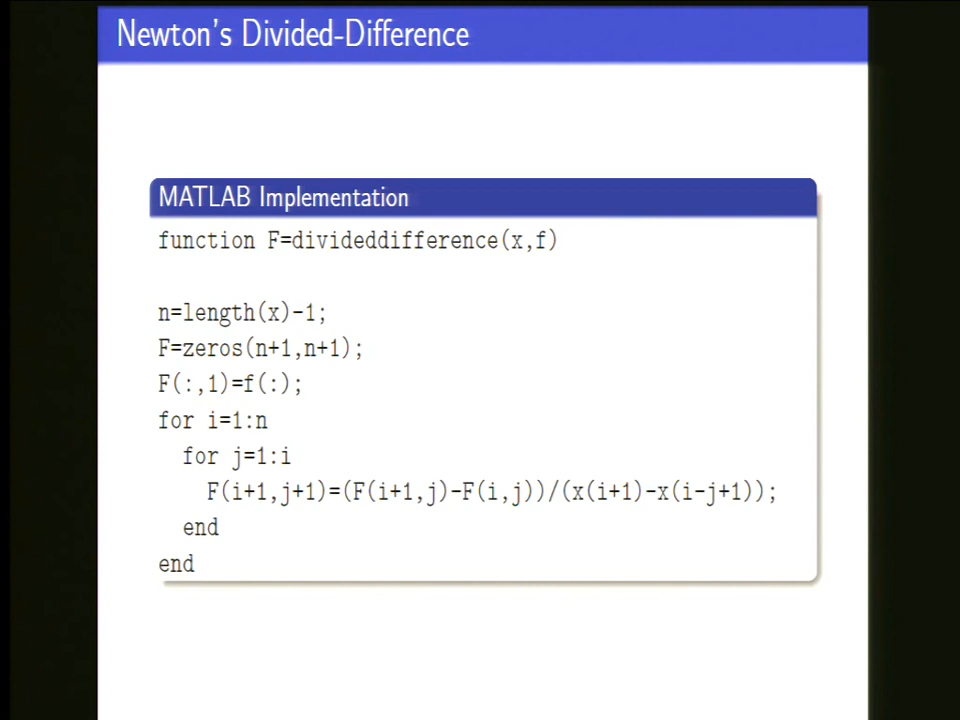 Newton's Divided-Difference
MATLAB Implementation
function F=divideddifference(x,f)
n=length(x)-1;
F=zeros(n+1,n+1);
F(:,1)=f(:);
for i=1:n
for j=1:i
F(i+1,j+1)=(F(i+1,j)-F(i,j))/(x(i+1)-x(i-j+1));
end
end